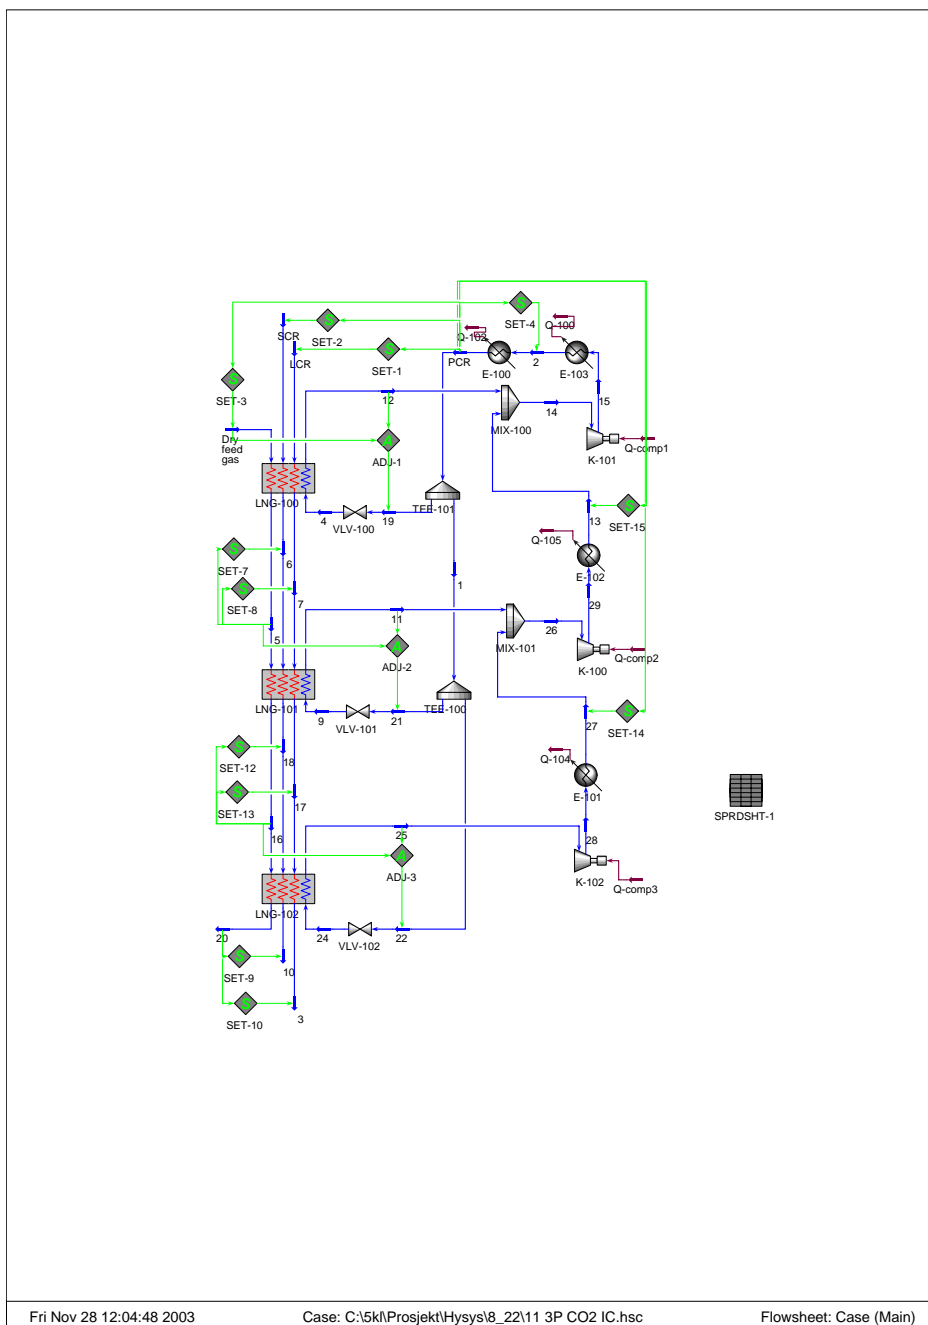 SET-4
Q-100
SCR
SET-2
Q-102
LCR
SET-1
PCR
E-100
2
E-103
SET-3
12
14
15
MIX-100
Dry
feed
gas
ADJ-1
K-101
Q-comp1
LNG-100
TEE-101
4
VLV-100
19
13
SET-15
Q-105
SET-7
6
E-102
SET-8
7
1
29
5
11
26
ADJ-2
MIX-101
K-100
Q-comp2
LNG-101
TEE-100
9
VLV-101
21
27
SET-14
18
SET-12
Q-104
E-101
SET-13
17
SPRDSHT-1
16
25
28
ADJ-3
K-102
Q-comp3
LNG-102
20
24
VLV-102
22
SET-9
10
SET-10
3
Fri Nov 28 12:04:48 2003 Case: C:\5kl\Prosjekt\Hysys\8_22\11 3P CO2 IC.hsc Flowsheet: Case (Main)
S
S
S
S
A
S
S
S
A
S
S
S
A
S
S